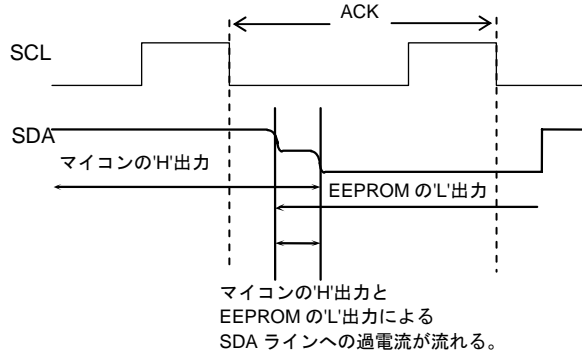 ACK
SCL
SDA
マイコンの'H'出力
EEPROM の'L'出力
マイコンの'H'出力と
EEPROM の'L'出力による
SDA ラインへの過電流が流れる。